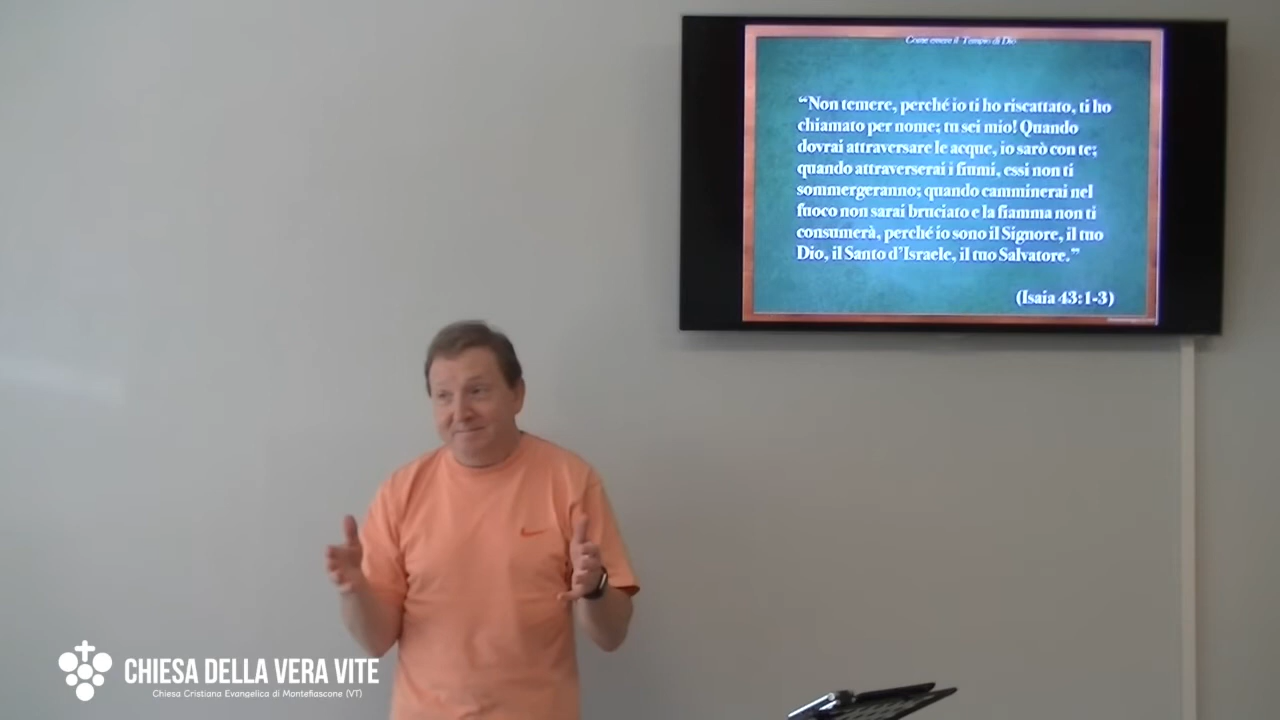 Come essere il Tempio di Dio
“Non temere, perché io ti ho riscattato, ti ho
chiamato per nome; tu sei mio! Quando
dovrai attraversare le acque, io sarò con te;
quando attraverserai i fiumi, essi non ti
sommergeranno; quando camminerai nel
fuoco non sarai bruciato e la fiamma non ti
consumerà, perché io sono il Signore, il tuo
Dio, il Santo d’Israele, il tuo Salvatore.”
(Isaia 43:1-3)
CHIESA DELLA VERA VITE
Chiesa Cristiana Evangelica di Montefiascone (VT)